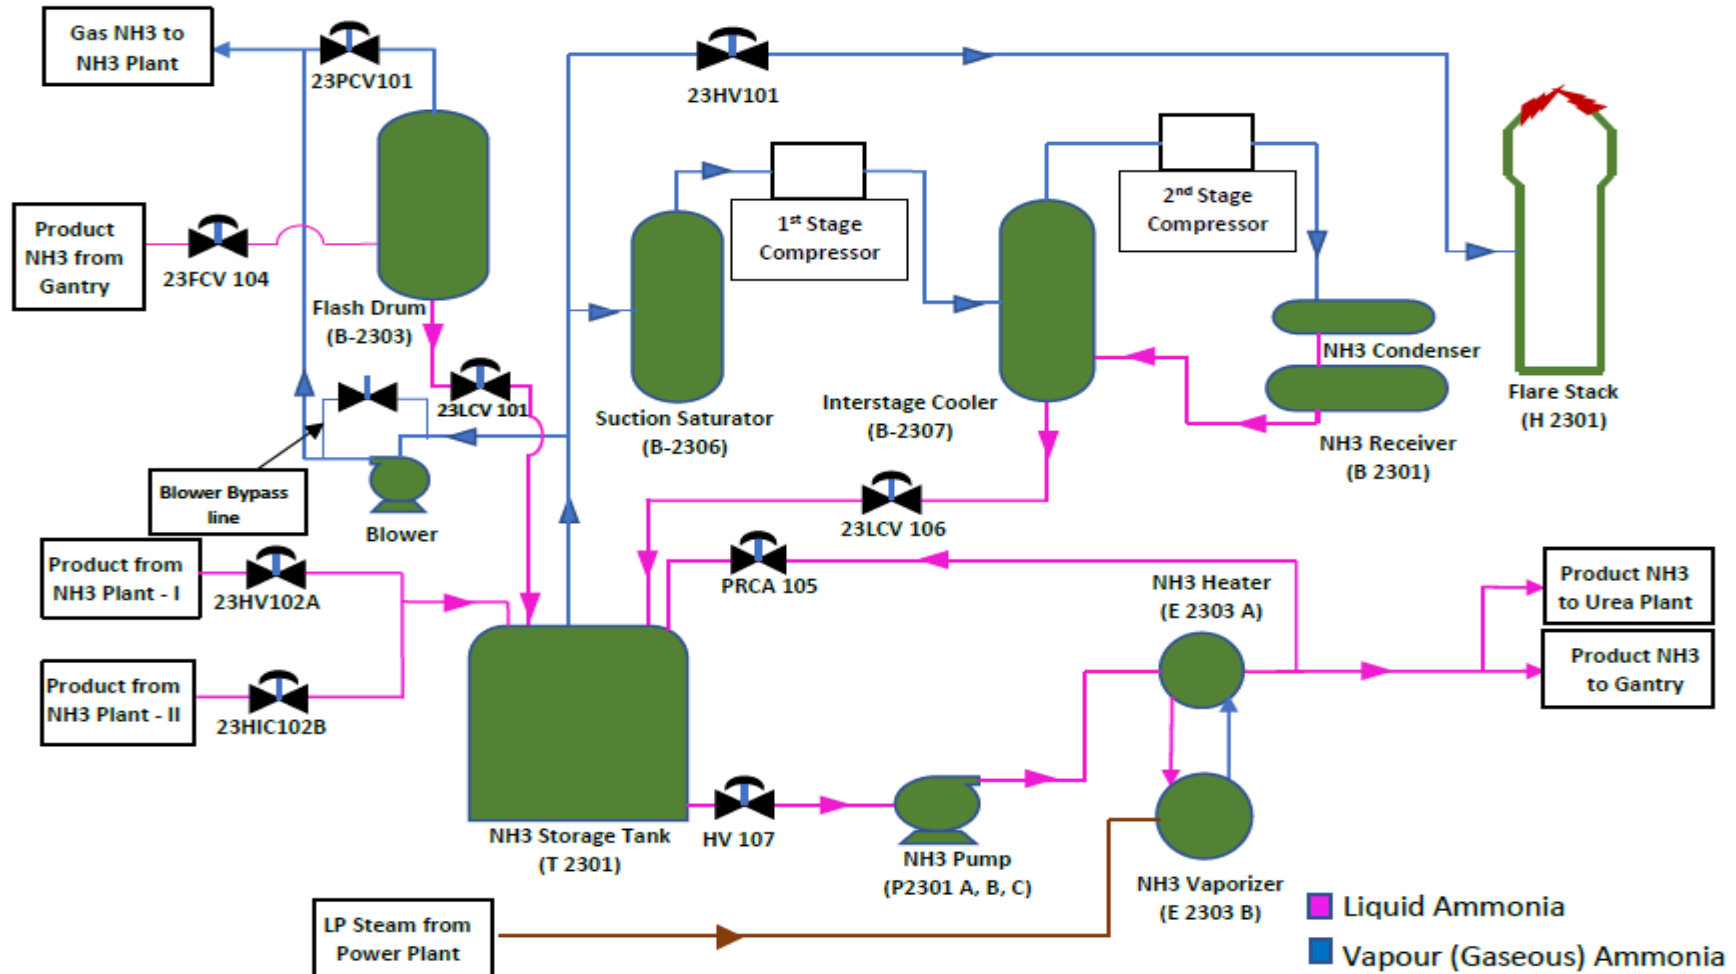 Gas NH3 to
NH3 Plant
23PCV101
23HV101
Product
NH3 from
Gantry
23FCV 104
Flash Drum
(B-2303)
1st Stage
Compressor
2nd Stage
Compressor
23LCV 101
Suction Saturator
(B-2306)
Interstage Cooler
(B-2307)
NH3 Condenser
NH3 Receiver
(B 2301)
Flare Stack
(H 2301)
Blower Bypass
line
Blower
23LCV 106
Product from
NH3 Plant - I
23HV102A
PRCA 105
NH3 Heater
(E 2303 A)
Product NH3
to Urea Plant
Product from
NH3 Plant - II
23HIC102B
Product NH3
to Gantry
NH3 Storage Tank
(T 2301)
HV 107
NH3 Pump
(P2301 A, B, C)
NH3 Vaporizer
(E 2303 B)
LP Steam from
Power Plant
Liquid Ammonia
Vapour (Gaseous) Ammonia